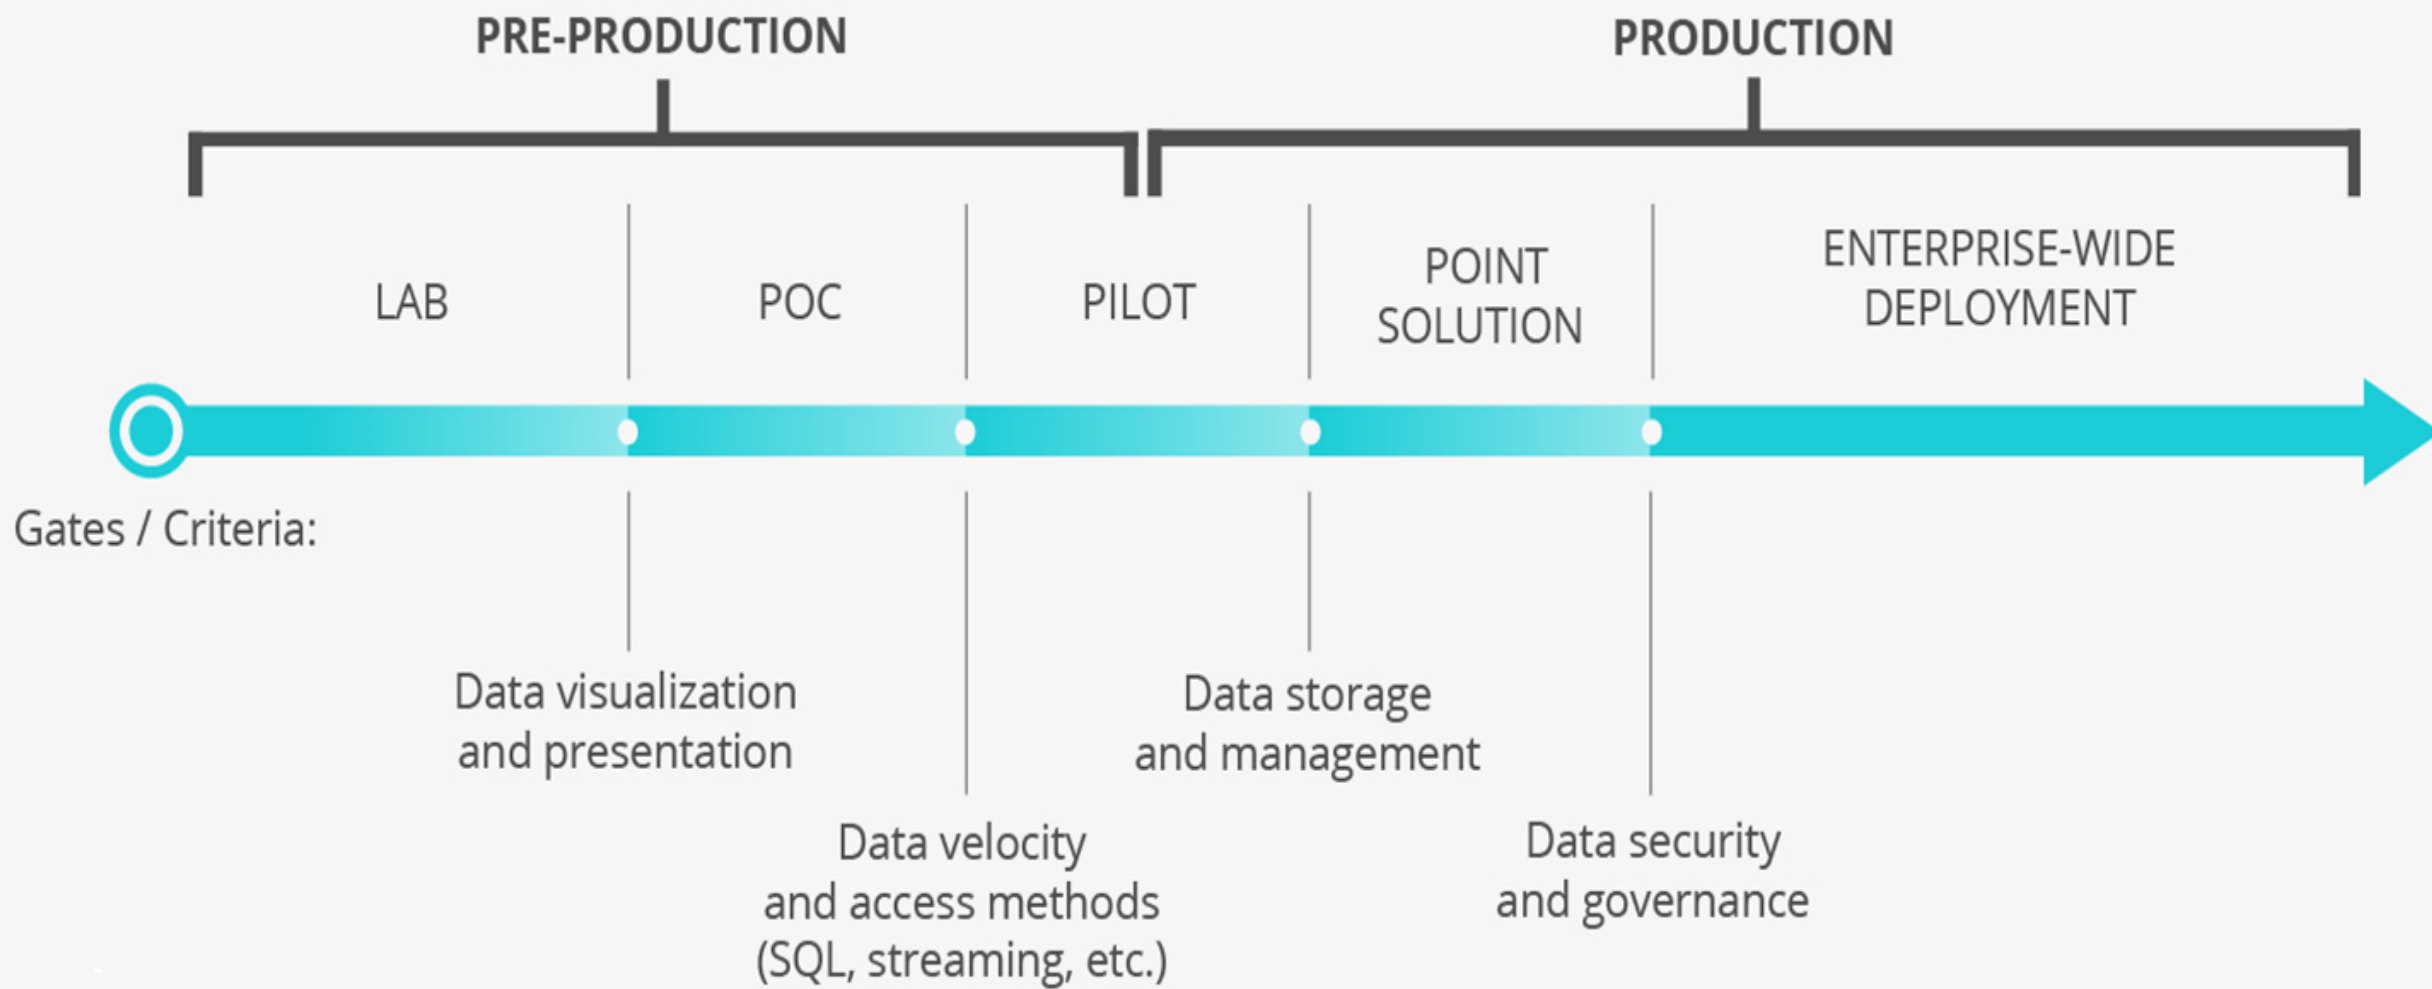 PRE-PRODUCTION
PRODUCTION
LAB
POC
PILOT
POINT
SOLUTION
ENTERPRISE-WIDE
DEPLOYMENT
Gates / Criteria:
Data visualization
and presentation
Data velocity
and access methods
(SQL, streaming, etc.)
Data storage
and management
Data security
and governance